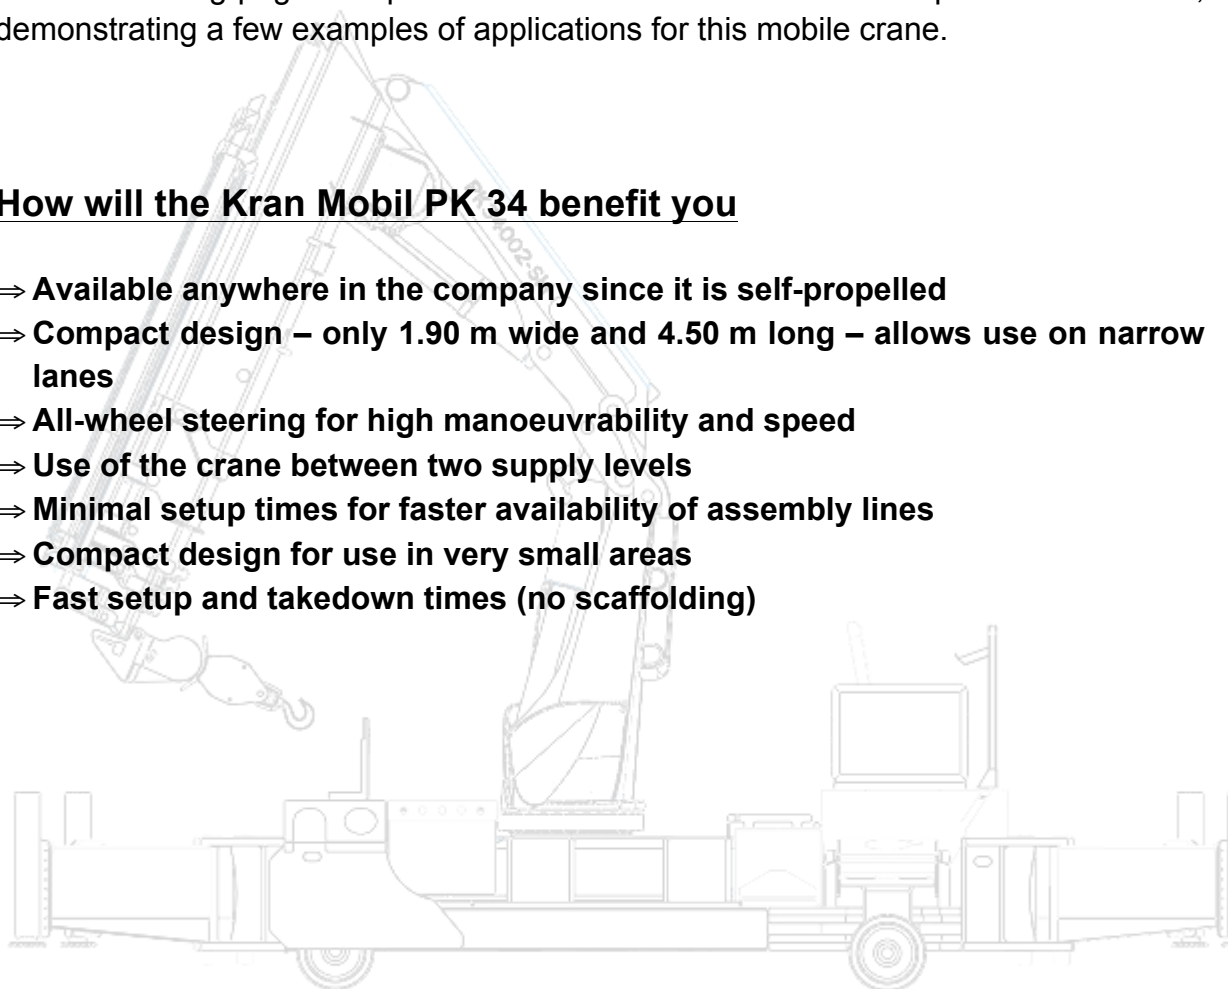 demonstrating a few examples of applications for this mobile crane.
How will the Kran Mobil PK 34 benefit you
⇒ Available anywhere in the company since it is self-propelled
⇒ Compact design – only 1.90 m wide and 4.50 m long – allows use on narrow
lanes
⇒ All-wheel steering for high manoeuvrability and speed
⇒ Use of the crane between two supply levels
⇒ Minimal setup times for faster availability of assembly lines
⇒ Compact design for use in very small areas
⇒ Fast setup and takedown times (no scaffolding)